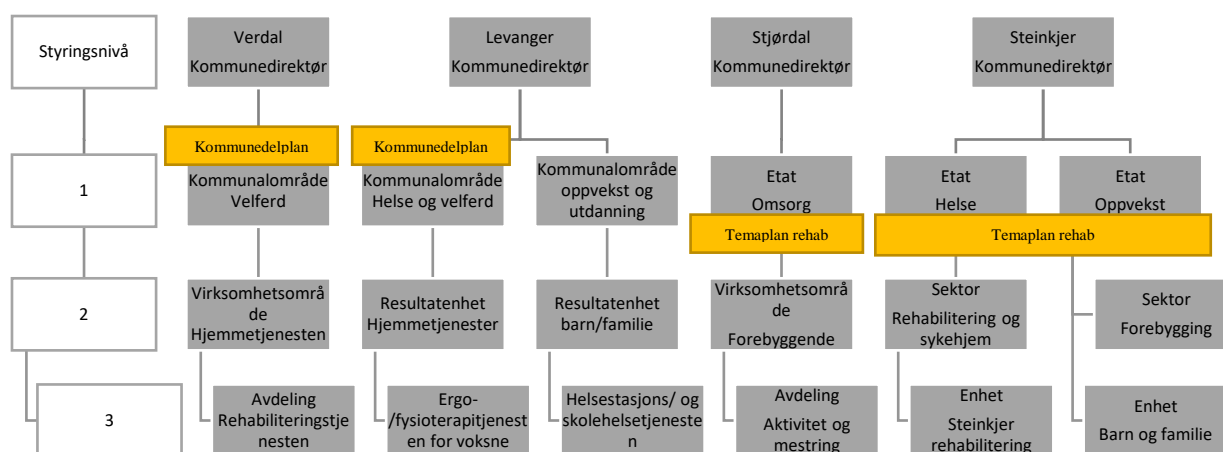 Styringsnivå
Verdal
Kommunedirektør
Levanger
Kommunedirektør
Stjørdal
Kommunedirektør
Steinkjer
Kommunedirektør
Kommunedelplan
Kommunedelplan
1
Kommunalområde
Velferd
Kommunalområde
Helse og velferd
Kommunalområde
oppvekst og
utdanning
Etat
Omsorg
Etat
Helse
Etat
Oppvekst
Temaplan rehab
Temaplan rehab
2
Virksomhetsområ
de
Hjemmetjenesten
Resultatenhet
Hjemmetjenester
Resultatenhet
barn/familie
Virksomhetsområ
de
Forebyggende
Sektor
Rehabilitering og
sykehjem
Sektor
Forebygging
3
Avdeling
Rehabiliteringstje
nesten
Ergo-
/fysioterapitjenest
en for voksne
Helsestasjons/ og
skolehelsetjeneste
n
Avdeling
Aktivitet og
mestring
Enhet
Steinkjer
rehabilitering
Enhet
Barn og familie